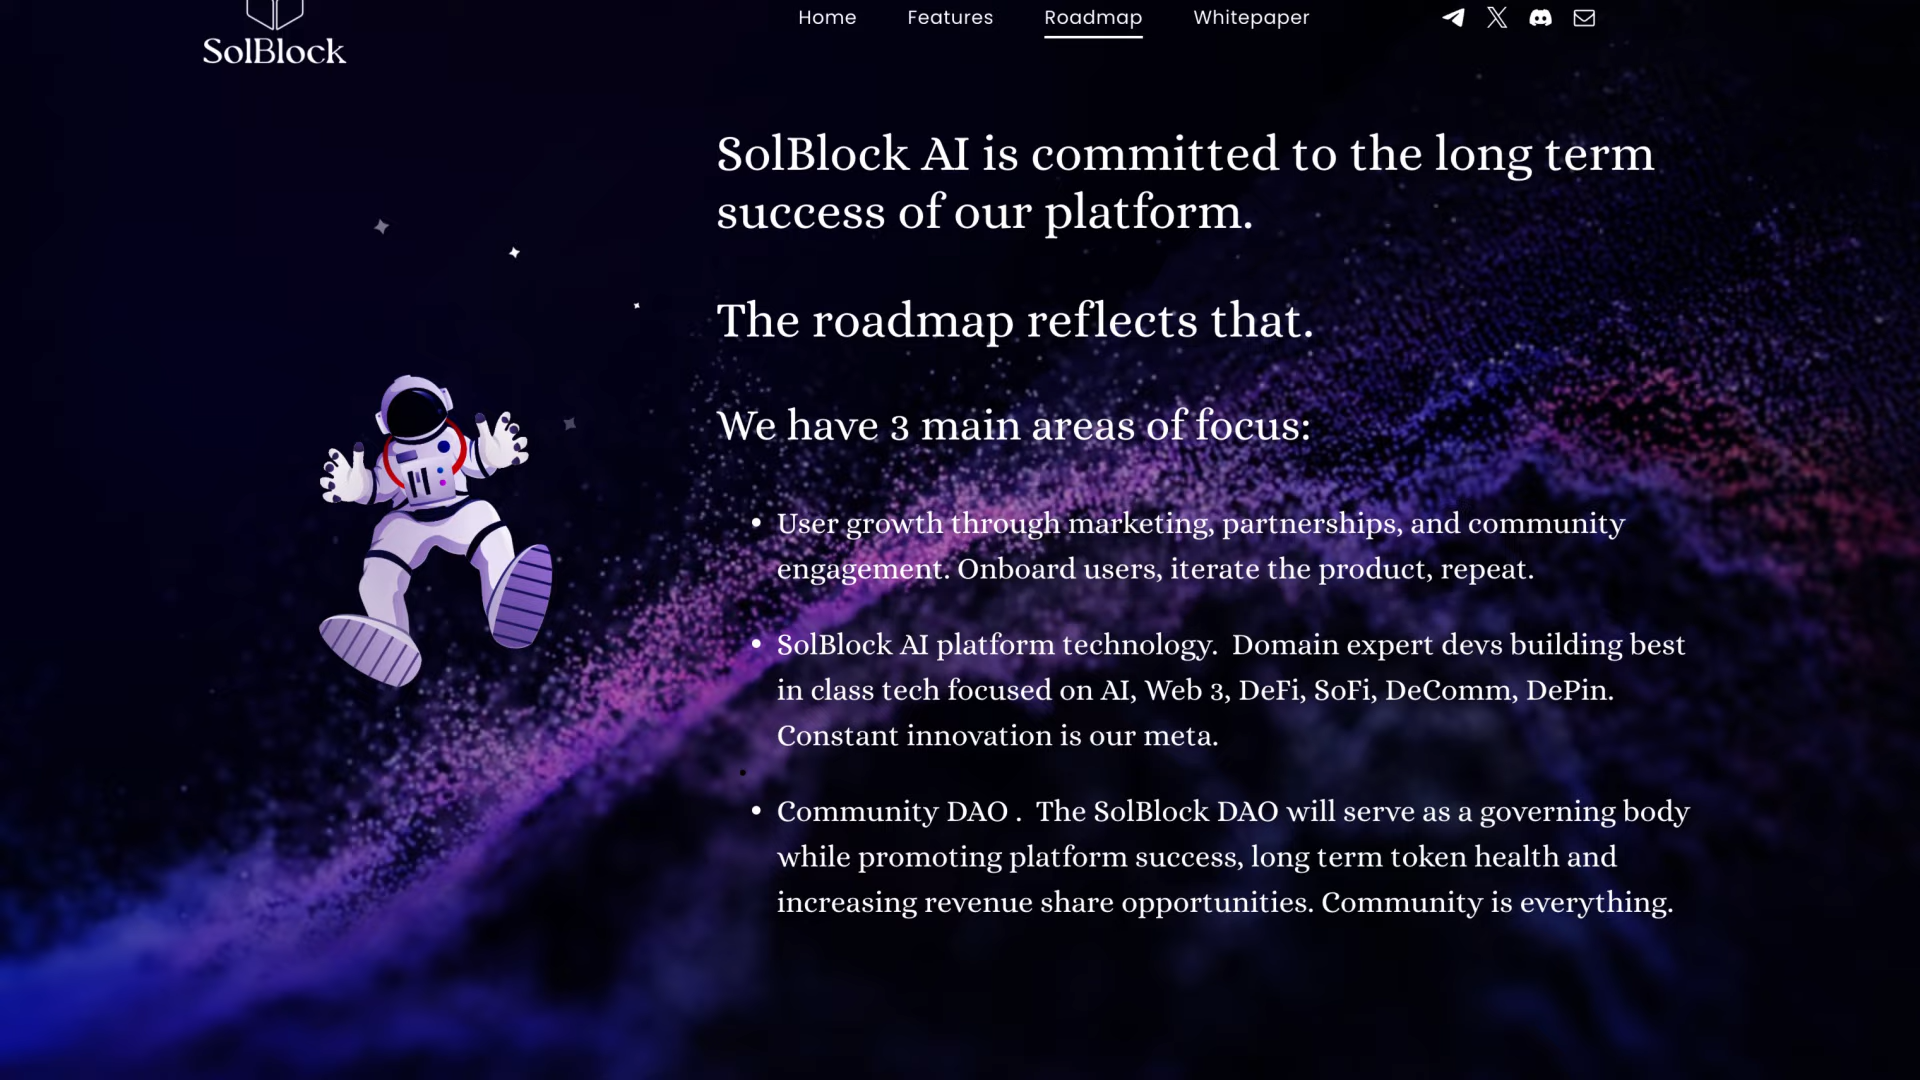 SolBlock
Home
Features
Roadmap
Whitepaper
SolBlock AI is committed to the long term
success of our platform.
The roadmap reflects that.
We have 3 main areas of focus:
• User growth through marketing, partnerships, and community
engagement. Onboard users, iterate the product, repeat.
• SolBlock AI platform technology.  Domain expert devs building best
in class tech focused on AI, Web 3, DeFi, SoFi, DeComm, DePin.
Constant innovation is our meta.
• Community DAO .  The SolBlock DAO will serve as a governing body
while promoting platform success, long term token health and
increasing revenue share opportunities. Community is everything.